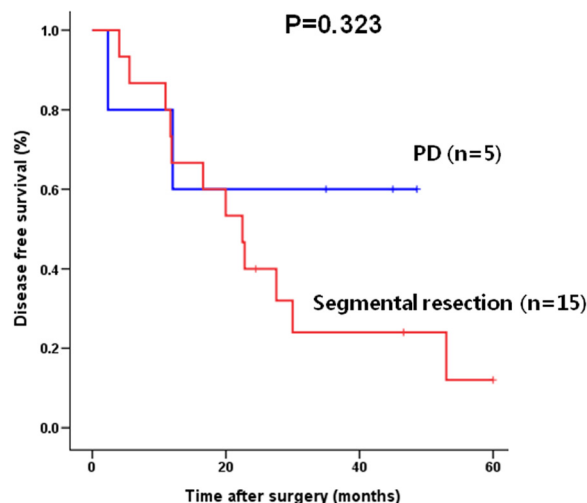 P=0.323
Disease free survival (%)
1.0
0.8
0.6
0.4
0.2
0.0
PD (n=5)
Segmental resection (n=15)
0
20
40
60
Time after surgery (months)